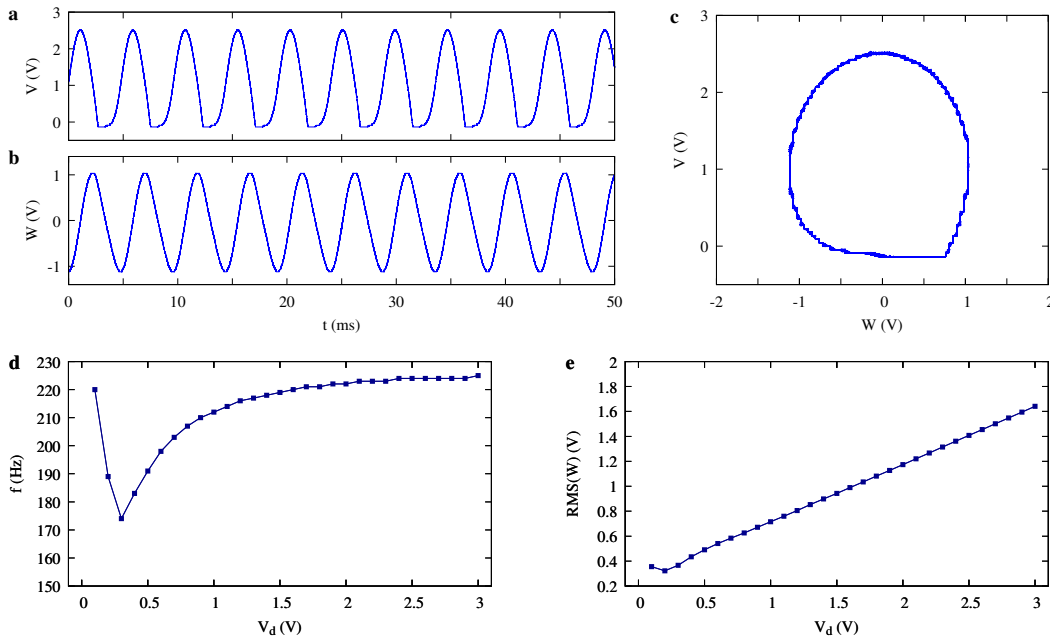 a
3
2
1
0
V (V)
b
1
0
-1
W (V)
0 10 20 30 40 50
t (ms)
c
3
2
1
0
V (V)
-2 -1 0 1 2
W (V)
d
230
220
210
200
190
180
170
160
150
f (Hz)
0 0.5 1 1.5 2 2.5 3
V_d (V)
e
2
1.8
1.6
1.4
1.2
1
0.8
0.6
0.4
0.2
RMS(W) (V)
0 0.5 1 1.5 2 2.5 3
V_d (V)